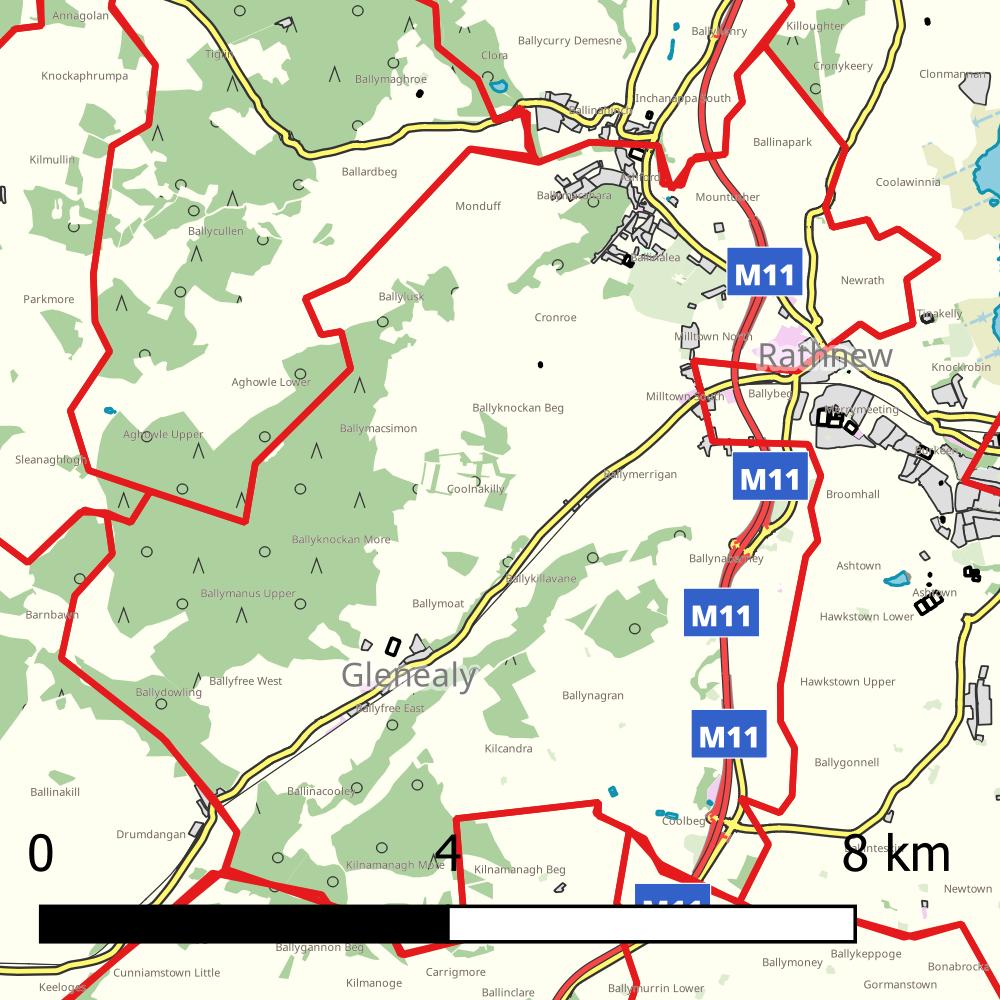 Annagolan
Killoughter
Ballycurry Demesne
Tiglin
Clora
Cronykeery
Knockaphrumpa
Ballymaghroe
Clonmannan
Inchanappa South
Ballinapark
Kilmullin
Ballardbeg
Coolawinnia
Mountusher
Monduff
Ballycullen
Ballinalea
M11
Newrath
Parkmore
Ballylusk
Cronroe
Tinakelly
Milltown North
Rathnew
Knockrobin
Aghowle Lower
Milltown South
Ballybeg
Ballyknockan Beg
Merrymeeting
Aghowle Upper
Ballymacsimon
Sleanaghlogh
Burkeen
Ballymerrigan
M11
Coolnakilly
Broomhall
Ballyknockan More
Ballynabarney
Ashtown
Ballykillavane
Ballymanus Upper
Ashtown
Ballymoat
Barnbawn
M11
Hawkstown Lower
Glenealy
Ballyfree West
Hawkstown Upper
Ballydowling
Ballynagran
Ballyfree East
M11
Kilcandra
Ballygonnell
Ballinakill
Ballinacooley
Coolbeg
Drumdangan
0
4
8 km
Kilnamanagh More
Kilnamanagh Beg
Newtown
M11
Ballygannon Beg
Ballykeppoge
Ballymoney
Bonabrocka
Cunniamstown Little
Carrigmore
Kilmanoge
Gormanstown
Keeloges
Ballinclare
Ballymurrin Lower